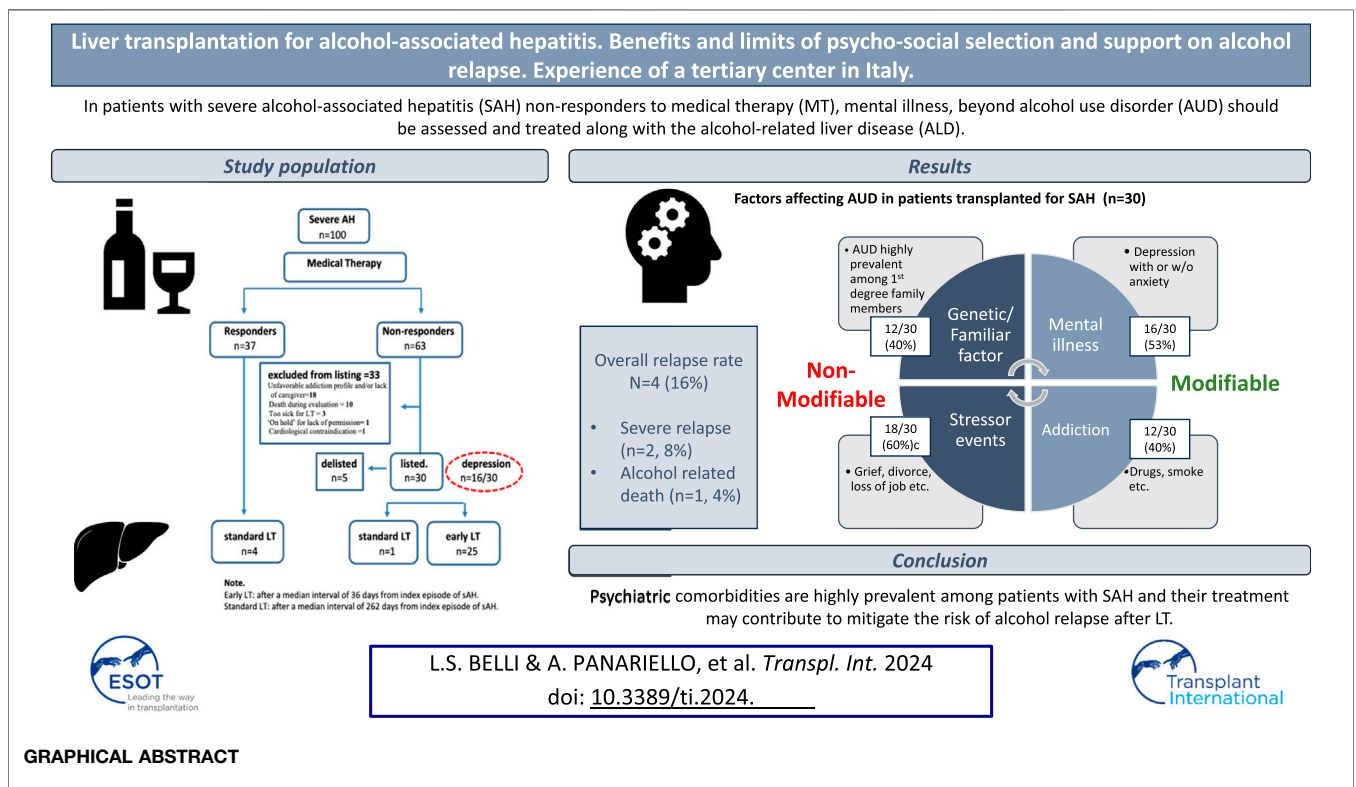 Liver transplantation for alcohol-associated hepatitis. Benefits and limits of psycho-social selection and support on alcohol
relapse. Experience of a tertiary center in Italy.
In patients with severe alcohol-associated hepatitis (SAH) non-responders to medical therapy (MT), mental illness, beyond alcohol use disorder (AUD) should
be assessed and treated along with the alcohol-related liver disease (ALD).
Study population
Severe AH
n=100
Medical Therapy
Responders
n=37
Non-responders
n=63
excluded from listing =33
Unfavorable addiction profile and/or lack
of caregiver=18
Death during evaluation = 10
Too sick for LT = 3
'On hold' for lack of permission= 1
Cardiological contraindication =1
delisted
n=5
listed.
n=30
depression
n=16/30
standard LT
n=4
standard LT
n=1
early LT
n=25
Note.
Early LT: after a median interval of 36 days from index episode of sAH.
Standard LT: after a median interval of 262 days from index episode of sAH.
Results
Factors affecting AUD in patients transplanted for SAH (n=30)
Overall relapse rate
N=4 (16%)
• Severe relapse
(n=2, 8%)
• Alcohol related
death (n=1, 4%)
• AUD highly
prevalent
among 1st
degree family
members
12/30
(40%)
Genetic/
Familiar
factor
Mental
illness
• Depression
with or w/o
anxiety
16/30
(53%)
Non-
Modifiable
Modifiable
18/30
(60%)c
Stressor
events
Addiction
12/30
(40%)
• Grief, divorce,
loss of job etc.
•Drugs, smoke
etc.
Conclusion
Psychiatric comorbidities are highly prevalent among patients with SAH and their treatment
may contribute to mitigate the risk of alcohol relapse after LT.
ESOT
Leading the way
in transplantation
L.S. BELLI & A. PANARIELLO, et al. Transpl. Int. 2024
doi: 10.3389/ti.2024.
Transplant
International
GRAPHICAL ABSTRACT